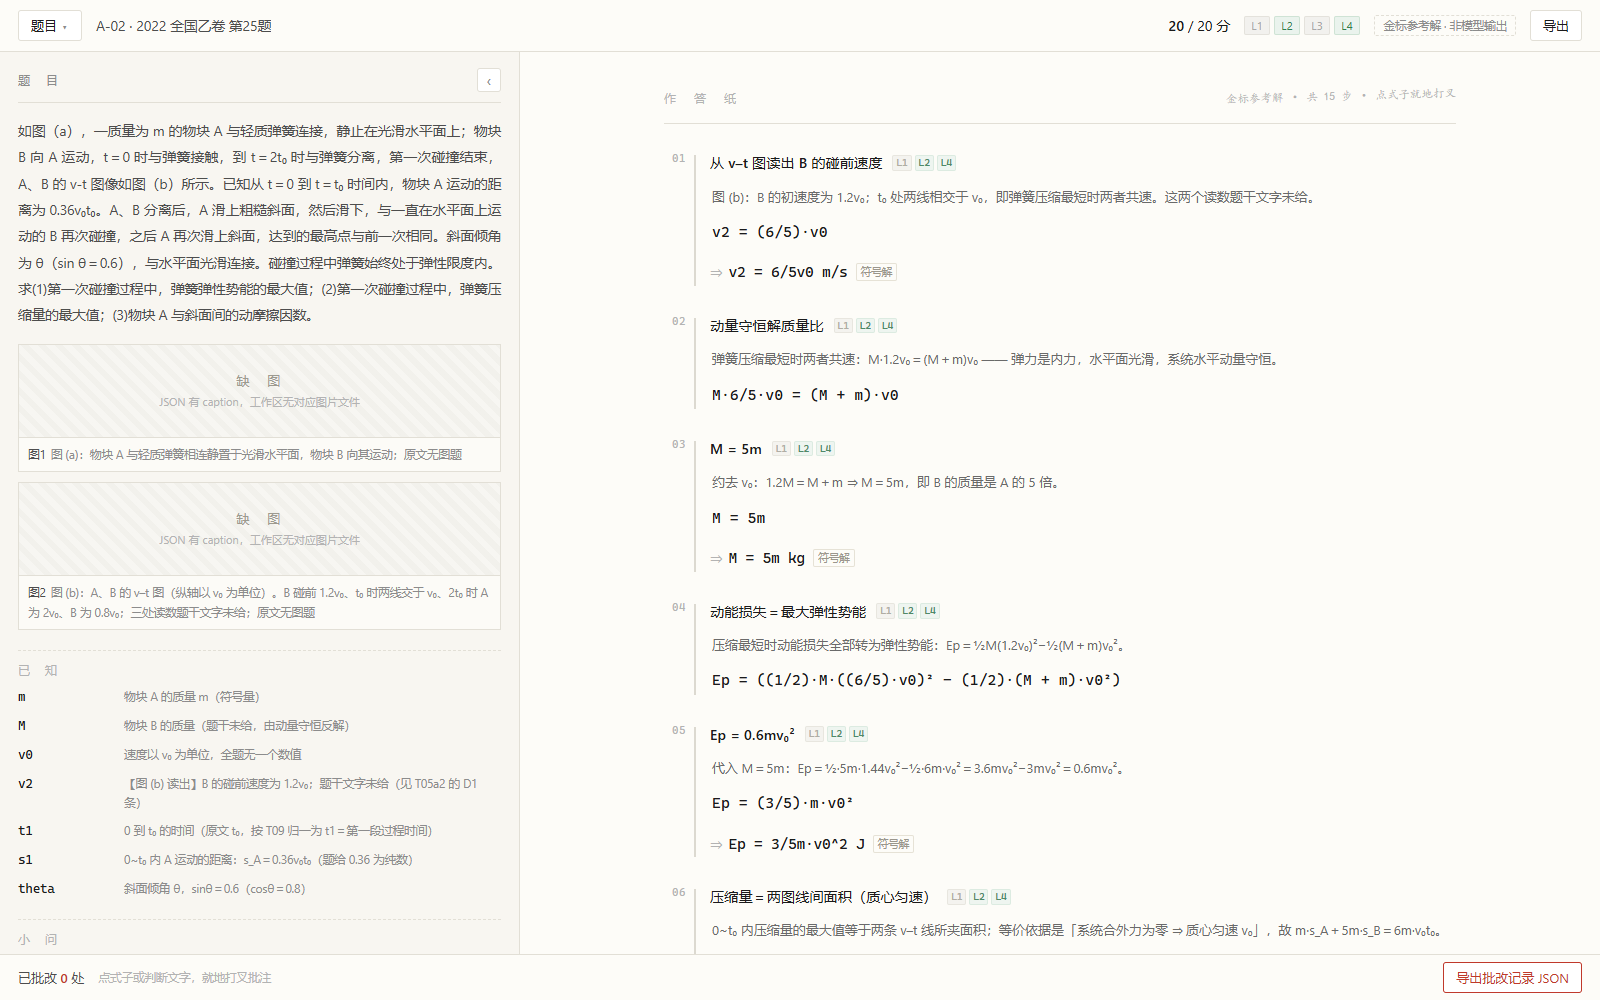 题目 ▾ A-02 · 2022 全国乙卷 第25题 20 / 20 分 L1 L2 L3 L4 金标参考解 · 非模型输出 导出
题 目 ‹
如图（a），一质量为 m 的物块 A 与轻质弹簧连接，静止在光滑水平面上；物块
B 向 A 运动，t = 0 时与弹簧接触，到 t = 2t₀ 时与弹簧分离，第一次碰撞结束，
A、B 的 v-t 图像如图（b）所示。已知从 t = 0 到 t = t₀ 时间内，物块 A 运动的距
离为 0.36v₀t₀。A、B 分离后，A 滑上粗糙斜面，然后滑下，与一直在水平面上运
动的 B 再次碰撞，之后 A 再次滑上斜面，达到的最高点与前一次相同。斜面倾角
为 θ（sin θ = 0.6），与水平面光滑连接。碰撞过程中弹簧始终处于弹性限度内。
求(1)第一次碰撞过程中，弹簧弹性势能的最大值；(2)第一次碰撞过程中，弹簧压
缩量的最大值；(3)物块 A 与斜面间的动摩擦因数。
缺 图
JSON 有 caption，工作区无对应图片文件
图1 图 (a)：物块 A 与轻质弹簧相连静置于光滑水平面，物块 B 向其运动；原文无图题
缺 图
JSON 有 caption，工作区无对应图片文件
图2 图 (b)：A、B 的 v–t 图（纵轴以 v₀ 为单位）。B 碰前 1.2v₀、t₀ 时两线交于 v₀、2t₀ 时 A
为 2v₀、B 为 0.8v₀；三处读数题干文字未给；原文无图题
已 知
m 物块 A 的质量 m（符号量）
M 物块 B 的质量（题干未给，由动量守恒反解）
v0 速度以 v₀ 为单位，全题无一个数值
v2 【图 (b) 读出】B 的碰前速度为 1.2v₀；题干文字未给（见 T05a2 的 D1
条）
t1 0 到 t₀ 的时间（原文 t₀，按 T09 归一为 t1 = 第一段过程时间）
s1 0~t₀ 内 A 运动的距离：s_A = 0.36v₀t₀（题给 0.36 为纯数）
theta 斜面倾角 θ，sinθ = 0.6（cosθ = 0.8）
小 问
作 答 纸 金标参考解 • 共 15 步 • 点式子就地打叉
01 从 v–t 图读出 B 的碰前速度 L1 L2 L4
图 (b)：B 的初速度为 1.2v₀；t₀ 处两线相交于 v₀，即弹簧压缩最短时两者共速。这两个读数题干文字未给。
v2 = (6/5)·v0
⇒ v2 = 6/5v0 m/s 符号解
02 动量守恒解质量比 L1 L2 L4
弹簧压缩最短时两者共速：M·1.2v₀ = (M + m)v₀ —— 弹力是内力，水平面光滑，系统水平动量守恒。
M·6/5·v0 = (M + m)·v0
03 M = 5m L1 L2 L4
约去 v₀：1.2M = M + m ⇒ M = 5m，即 B 的质量是 A 的 5 倍。
M = 5m
⇒ M = 5m kg 符号解
04 动能损失 = 最大弹性势能 L1 L2 L4
压缩最短时动能损失全部转为弹性势能：Ep = ½M(1.2v₀)²−½(M + m)v₀²。
Ep = ((1/2)·M·((6/5)·v0)² − (1/2)·(M + m)·v0²)
05 Ep = 0.6mv₀² L1 L2 L4
代入 M = 5m：Ep = ½·5m·1.44v₀²−½·6m·v₀² = 3.6mv₀²−3mv₀² = 0.6mv₀²。
Ep = (3/5)·m·v0²
⇒ Ep = 3/5m·v0^2 J 符号解
06 压缩量 = 两图线间面积（质心匀速） L1 L2 L4
0~t₀ 内压缩量的最大值等于两条 v–t 线所夹面积；等价依据是「系统合外力为零 ⇒ 质心匀速 v₀」，故 m·s_A + 5m·s_B = 6m·v₀t₀。
已批改 0 处 点式子或判断文字，就地打叉批注 导出批改记录 JSON